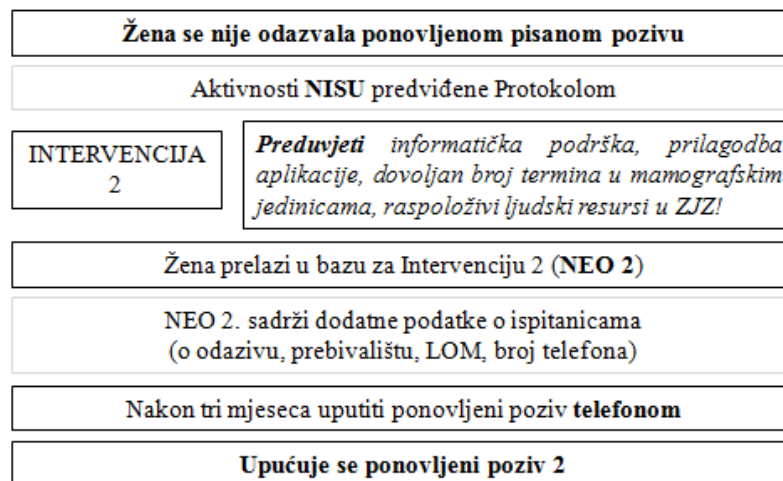 Žena se nije odazvala ponovljenom pisanom pozivu
Aktivnosti NISU predviđene Protokolom
INTERVENCIJA
2
Preduvjeti informatička podrška, prilagodba
aplikacije, dovoljan broj termina u mamografskim
jedinicama, raspoloživi ljudski resursi u ZJZ!
Žena prelazi u bazu za Intervenciju 2 (NEO 2)
NEO 2. sadrži dodatne podatke o ispitanicama
(o odazivu, prebivalištu, LOM, broj telefona)
Nakon tri mjeseca uputiti ponovljeni poziv telefonom
Upućuje se ponovljeni poziv 2